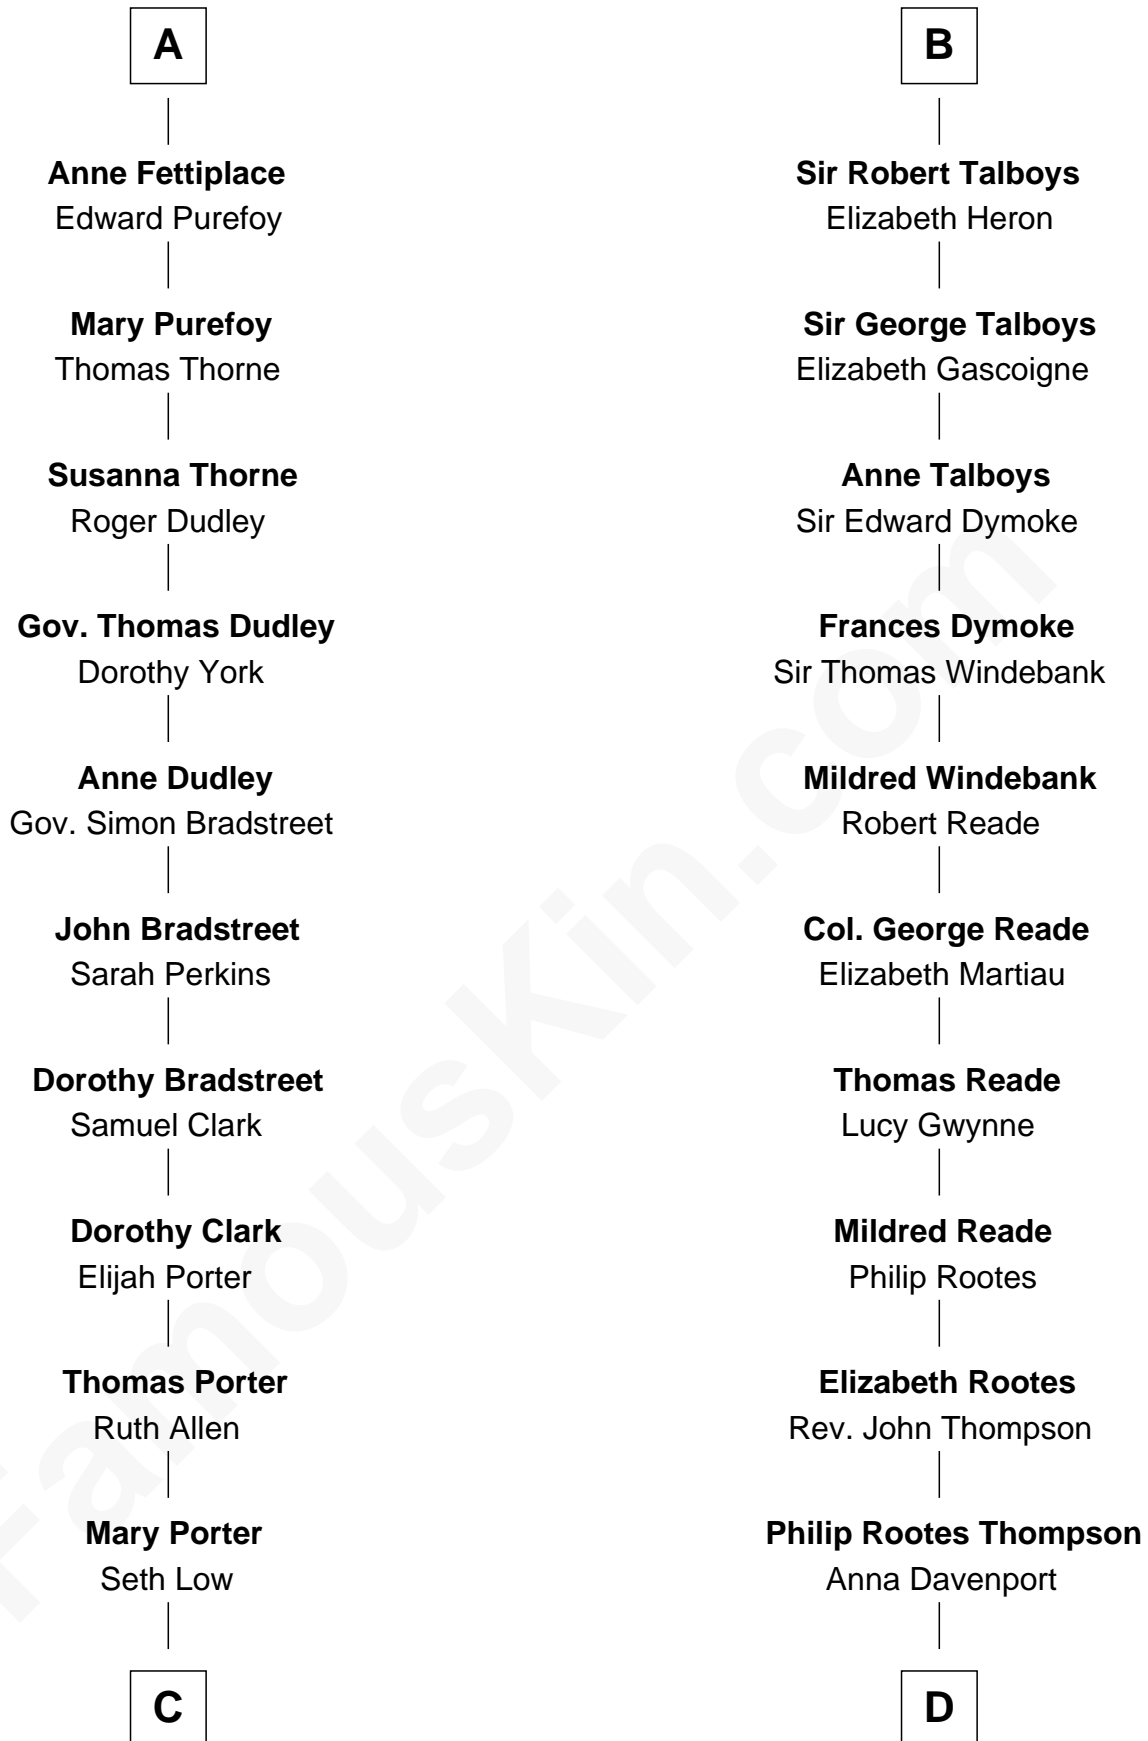 A
Anne Fettiplace
Edward Purefoy
Mary Purefoy
Thomas Thorne
Susanna Thorne
Roger Dudley
Gov. Thomas Dudley
Dorothy York
Anne Dudley
Gov. Simon Bradstreet
John Bradstreet
Sarah Perkins
Dorothy Bradstreet
Samuel Clark
Dorothy Clark
Elijah Porter
Thomas Porter
Ruth Allen
Mary Porter
Seth Low
C
B
Sir Robert Talboys
Elizabeth Heron
Sir George Talboys
Elizabeth Gascoigne
Anne Talboys
Sir Edward Dymoke
Frances Dymoke
Sir Thomas Windebank
Mildred Windebank
Robert Reade
Col. George Reade
Elizabeth Martiau
Thomas Reade
Lucy Gwynne
Mildred Reade
Philip Rootes
Elizabeth Rootes
Rev. John Thompson
Philip Rootes Thompson
Anna Davenport
D
FamousKin.com